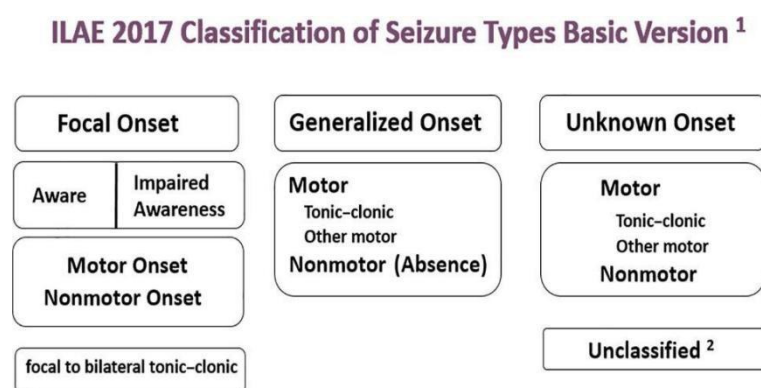 ILAE 2017 Classification of Seizure Types Basic Version 1
Focal Onset
Aware
Impaired
Awareness
Motor Onset
Nonmotor Onset
focal to bilateral tonic–clonic
Generalized Onset
Motor
Tonic–clonic
Other motor
Nonmotor (Absence)
Unknown Onset
Motor
Tonic–clonic
Other motor
Nonmotor
Unclassified 2